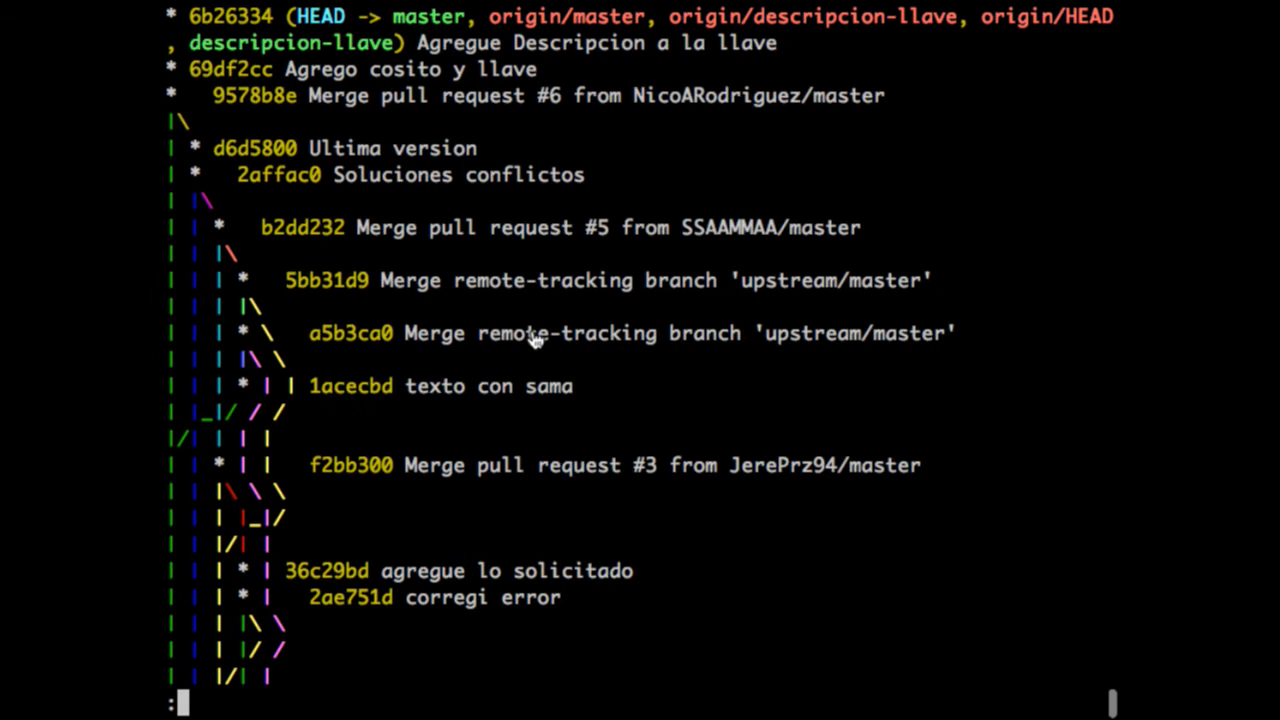 * 6b26334 (HEAD -> master, origin/master, origin/descripcion-llave, origin/HEAD
, descripcion-llave) Agregue Descripcion a la llave
* 69df2cc Agrego cosito y llave
*   9578b8e Merge pull request #6 from NicoARodriguez/master
|\
| * d6d5800 Ultima version
| *   2affac0 Soluciones conflictos
| |\
| | *   b2dd232 Merge pull request #5 from SSAAMMAA/master
| | |\
| | | *   5bb31d9 Merge remote-tracking branch 'upstream/master'
| | | |\
| | | * \   a5b3ca0 Merge remote-tracking branch 'upstream/master'
| | | |\ \
| | | * | | 1acecbd texto con sama
| |_|/ / /
|/| | | |
| | * | |   f2bb300 Merge pull request #3 from JerePrz94/master
| | |\ \ \
| | | |_|/
| | |/| |
| | | * | 36c29bd agregue lo solicitado
| | | * |   2ae751d corregi error
| | | |\ \
| | | |/ /
| | |/| |
: